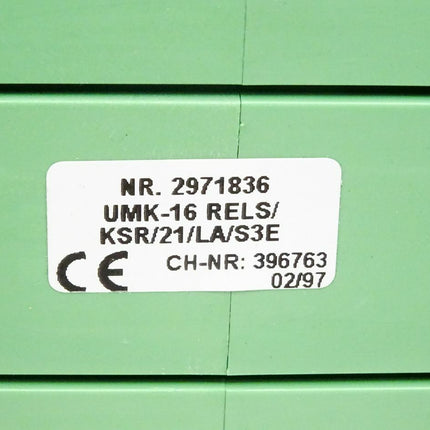 NR. 2971836
UMK-16 RELS/
KSR/21/LA/S3E
CE CH-NR: 396763
02/97